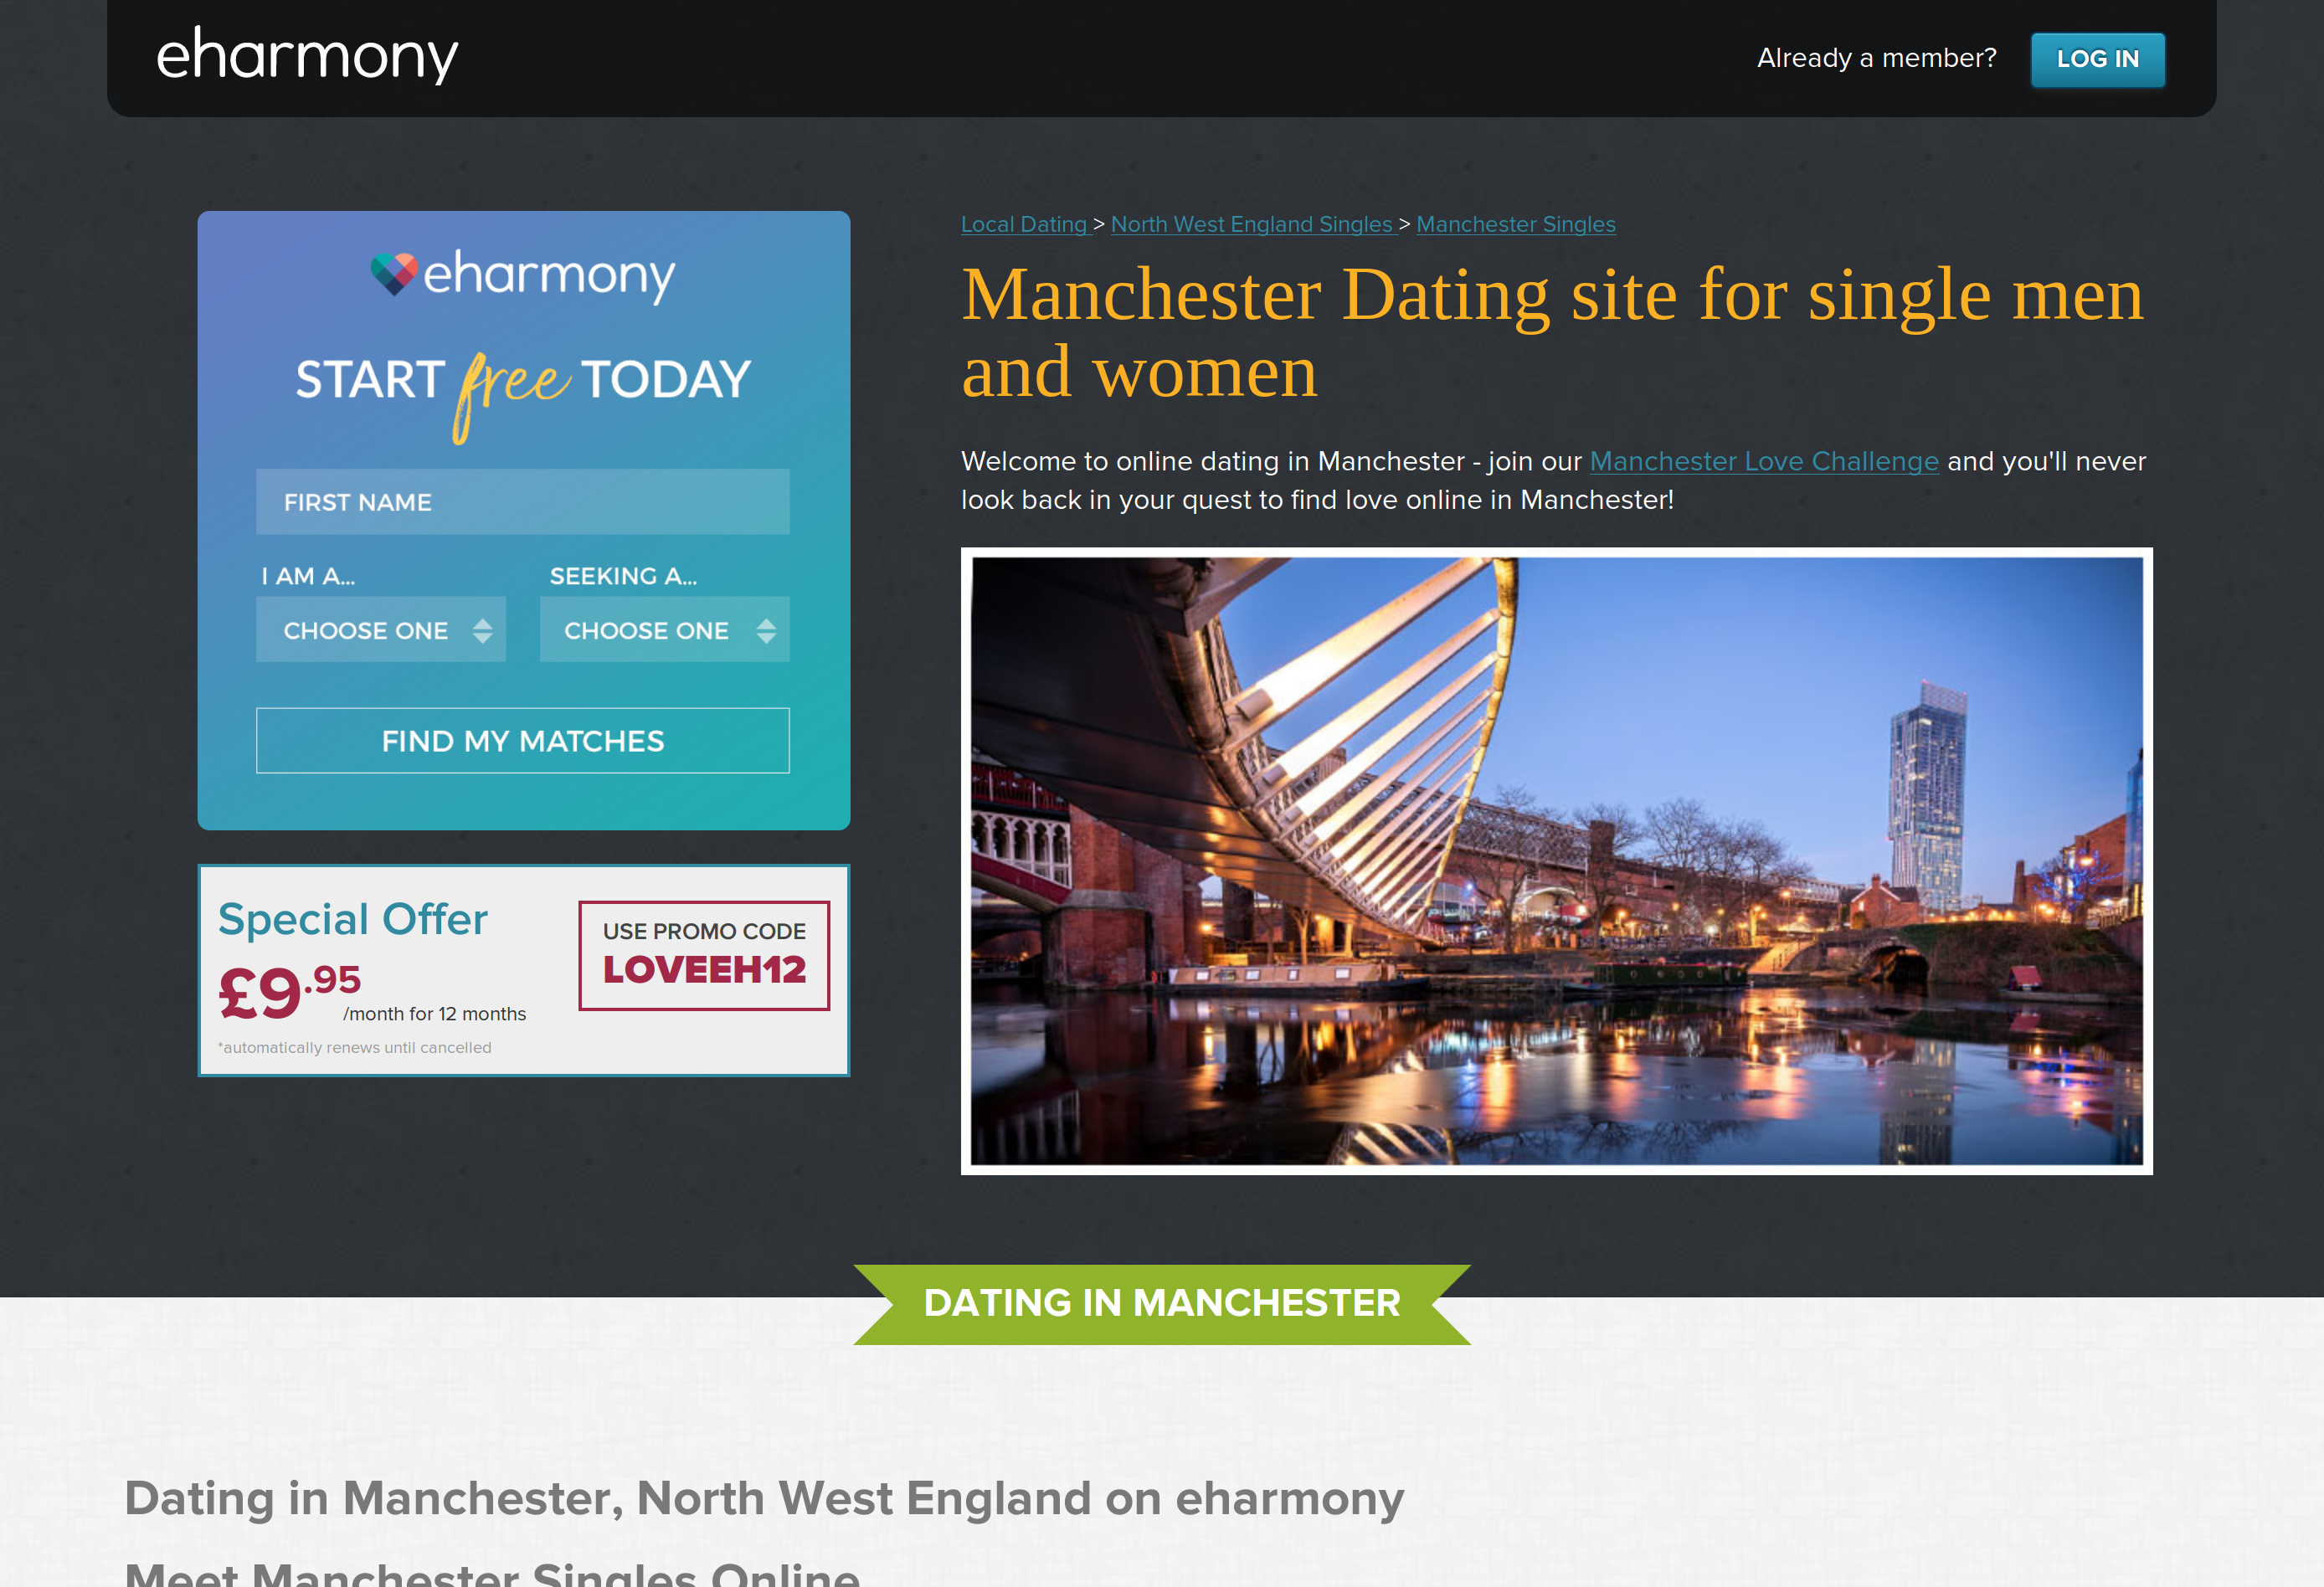 eharmony
Already a member?
LOG IN
eharmony
START free TODAY
FIRST NAME
I AM A...
SEEKING A...
CHOOSE ONE
CHOOSE ONE
FIND MY MATCHES
Special Offer
£9.95
/month for 12 months
*automatically renews until cancelled
USE PROMO CODE
LOVEEH12
Local Dating > North West England Singles > Manchester Singles
Manchester Dating site for single men
and women
Welcome to online dating in Manchester - join our Manchester Love Challenge and you'll never
look back in your quest to find love online in Manchester!
DATING IN MANCHESTER
Dating in Manchester, North West England on eharmony
Meet Manchester Singles Online